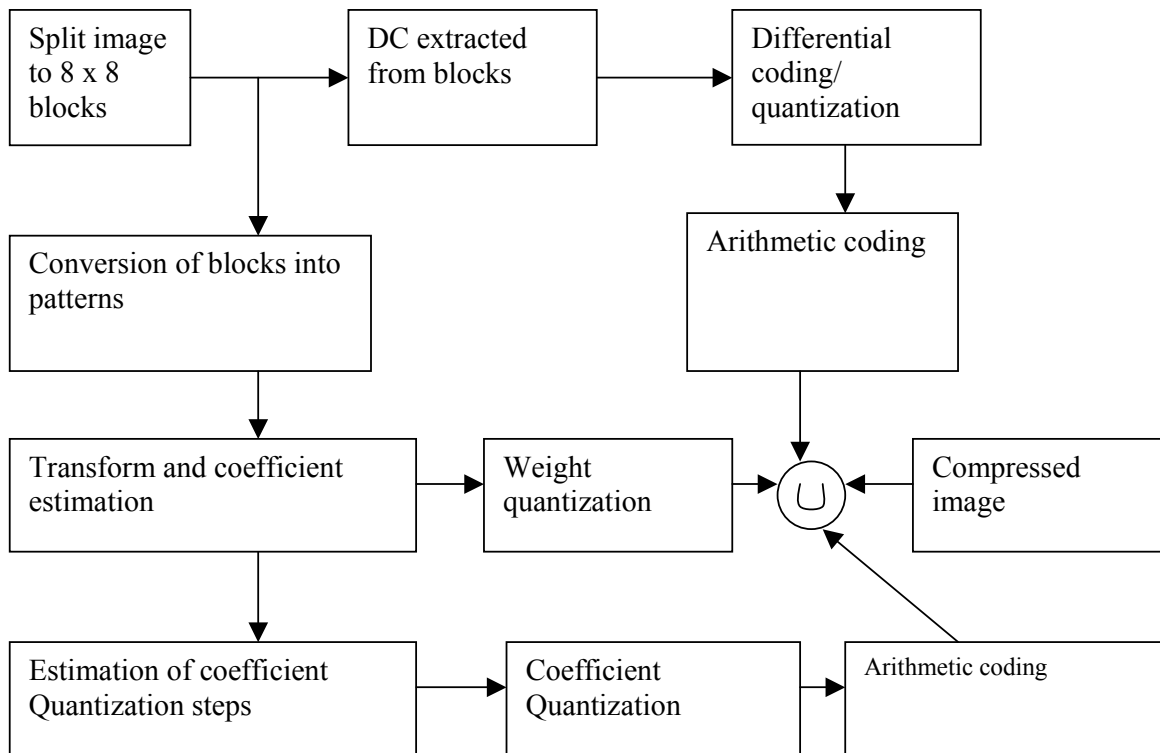 Split image
to 8 x 8
blocks
DC extracted
from blocks
Differential
coding/
quantization
Conversion of blocks into
patterns
Arithmetic coding
Transform and coefficient
estimation
Weight
quantization
Compressed
image
Estimation of coefficient
Quantization steps
Coefficient
Quantization
Arithmetic coding